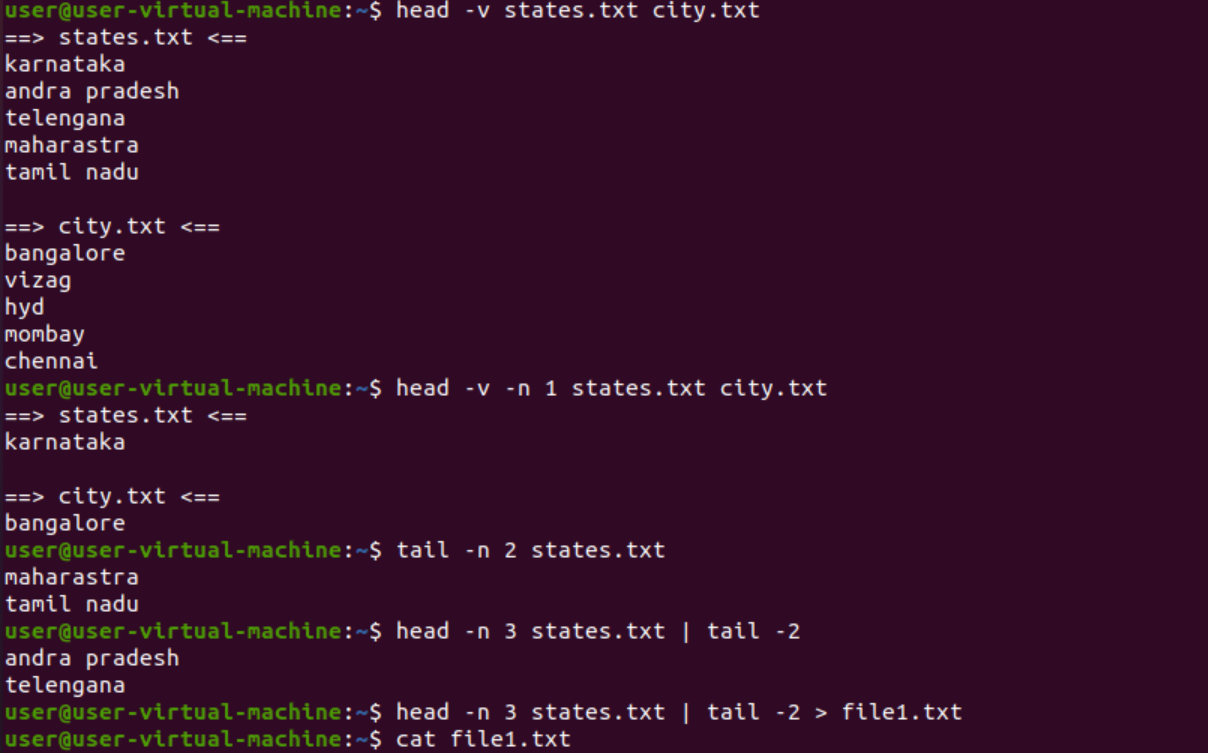 user@user-virtual-machine:~$ head -v states.txt city.txt
==> states.txt <==
karnataka
andra pradesh
telengana
maharastra
tamil nadu
==> city.txt <==
bangalore
vizag
hyd
mombay
chennai
user@user-virtual-machine:~$ head -v -n 1 states.txt city.txt
==> states.txt <==
karnataka
==> city.txt <==
bangalore
user@user-virtual-machine:~$ tail -n 2 states.txt
maharastra
tamil nadu
user@user-virtual-machine:~$ head -n 3 states.txt | tail -2
andra pradesh
telengana
user@user-virtual-machine:~$ head -n 3 states.txt | tail -2 > file1.txt
user@user-virtual-machine:~$ cat file1.txt